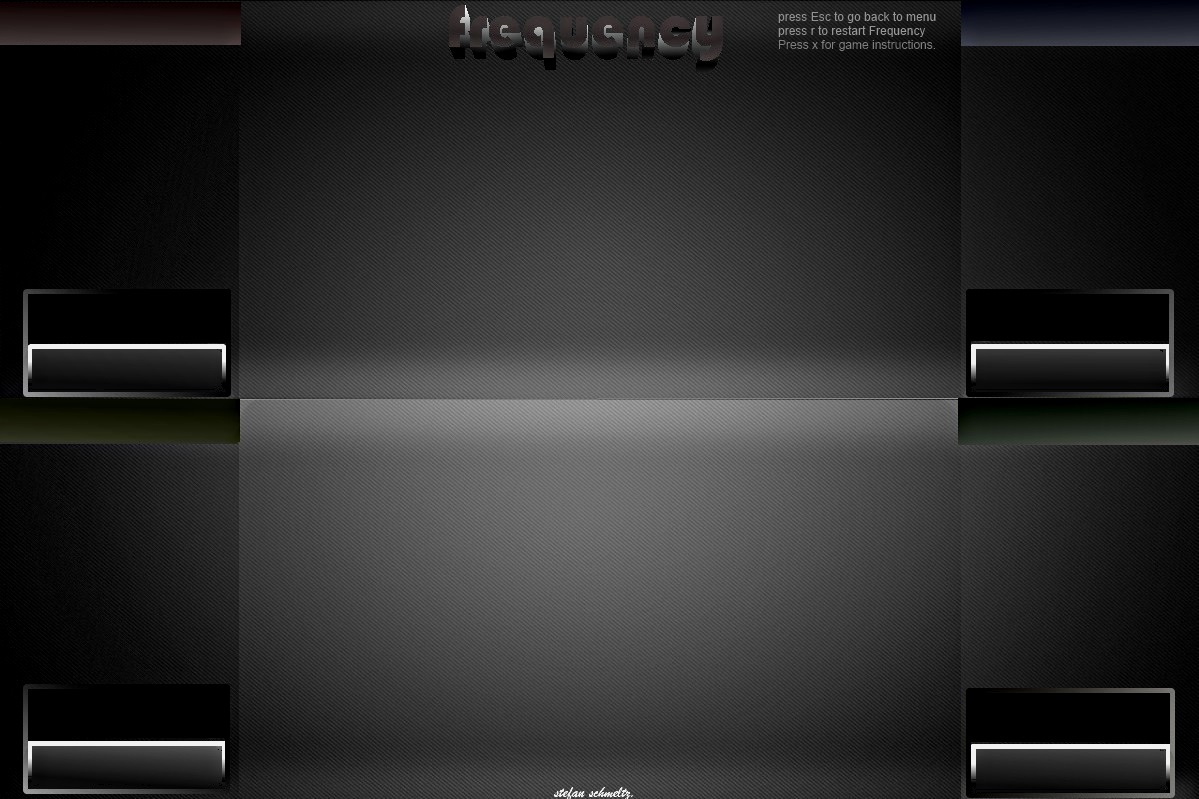 frequency
press Esc to go back to menu
press r to restart Frequency
Press x for game instructions.
stefan schmeltz.